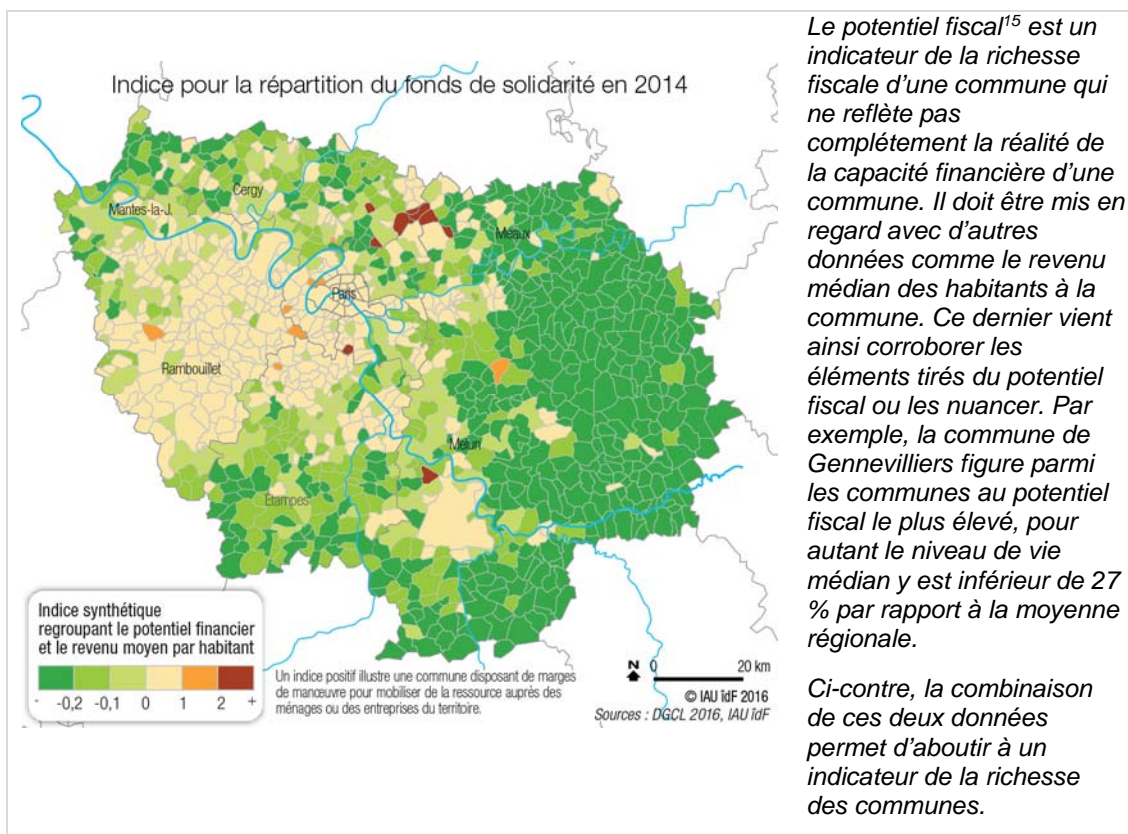 Indice pour la répartition du fonds de solidarité en 2014
Cergy
Mantes-la-J.
Meaux
Paris
Rambouillet
Melun
Étampes
Indice synthétique
regroupant le potentiel financier
et le revenu moyen par habitant
- -0,2 -0,1 0 1 2 +
Un indice positif illustre une commune disposant de marges
de manœuvre pour mobiliser de la ressource auprès des
ménages ou des entreprises du territoire.
N 0 20 km
© IAU îdF 2016
Sources : DGCL 2016, IAU îdF
Le potentiel fiscal15 est un
indicateur de la richesse
fiscale d’une commune qui
ne reflète pas
complétement la réalité de
la capacité financière d’une
commune. Il doit être mis en
regard avec d’autres
données comme le revenu
médian des habitants à la
commune. Ce dernier vient
ainsi corroborer les
éléments tirés du potentiel
fiscal ou les nuancer. Par
exemple, la commune de
Gennevilliers figure parmi
les communes au potentiel
fiscal le plus élevé, pour
autant le niveau de vie
médian y est inférieur de 27
% par rapport à la moyenne
régionale.
Ci-contre, la combinaison
de ces deux données
permet d’aboutir à un
indicateur de la richesse
des communes.